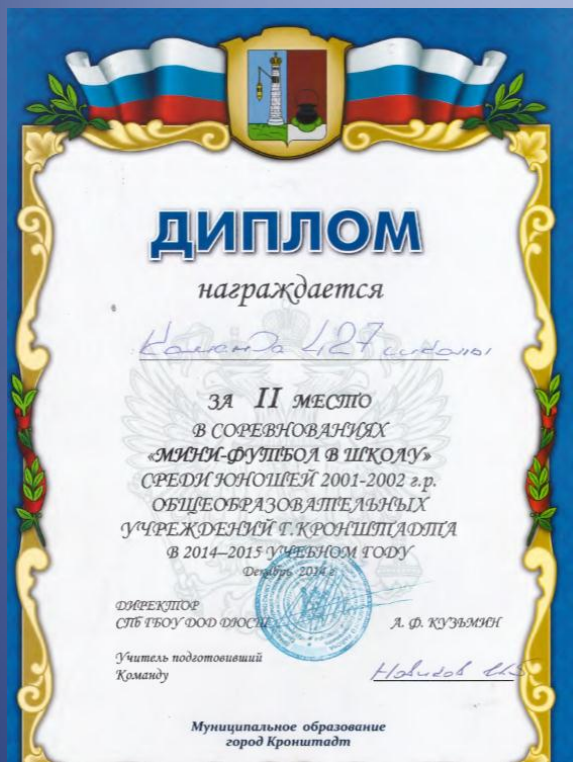 ДИПЛОМ
награждается
Команда 427 школы
ЗА II МЕСТО
В СОРЕВНОВАНИЯХ
«МИНИ-ФУТБОЛ В ШКОЛУ»
СРЕДИ ЮНОШЕЙ 2001-2002 г.р.
ОБЩЕОБРАЗОВАТЕЛЬНЫХ
УЧРЕЖДЕНИЙ Г.КРОНШТАДТА
В 2014–2015 УЧЕБНОМ ГОДУ
Декабрь 2014 г.
ДИРЕКТОР
СПБ ГБОУ ДОД А. Ф. КУЗЬМИН
Учитель подготовивший
Команду Новиков
Муниципальное образование
город Кронштадт